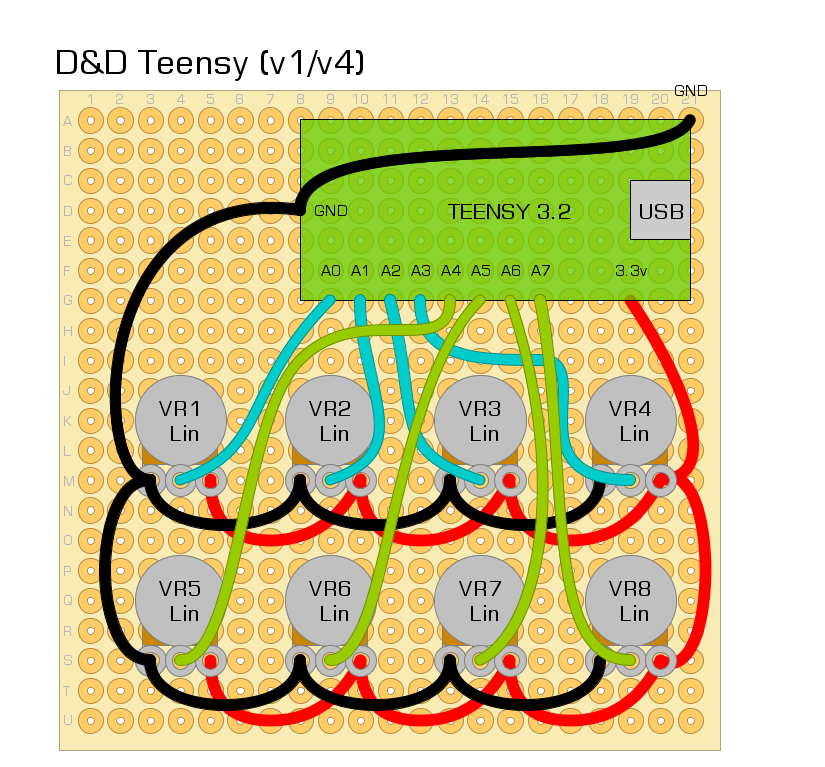 D&D Teensy (v1/v4)
GND
1 2 3 4 5 6 7 8 9 10 11 12 13 14 15 16 17 18 19 20 21
A
B
C
D GND TEENSY 3.2 USB
E
F A0 A1 A2 A3 A4 A5 A6 A7 3.3v
G
H
I
J
VR1 VR2 VR3 VR4
K
Lin Lin Lin Lin
L
M
N
O
P
VR5 VR6 VR7 VR8
Q
Lin Lin Lin Lin
R
S
T
U